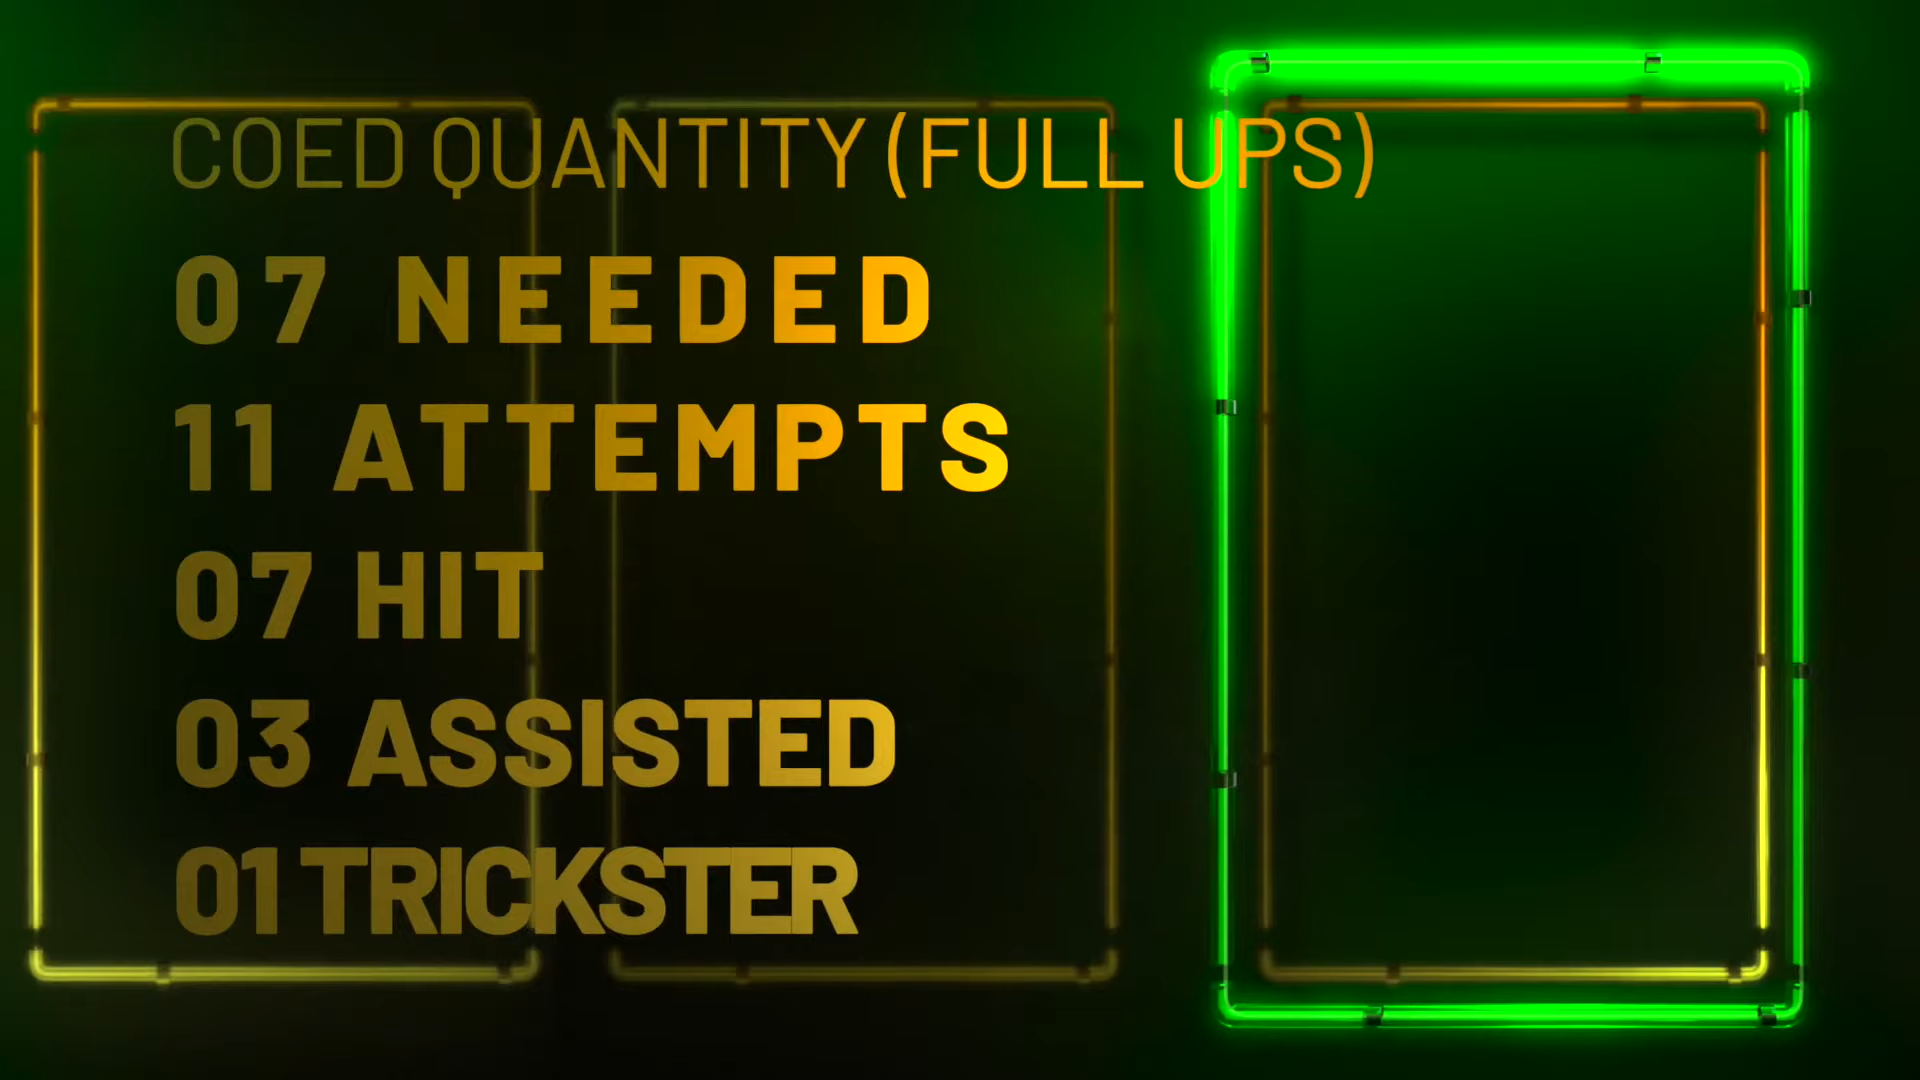 COED QUANTITY (FULL UPS)
07 NEEDED
11 ATTEMPTS
07 HIT
03 ASSISTED
01 TRICKSTER